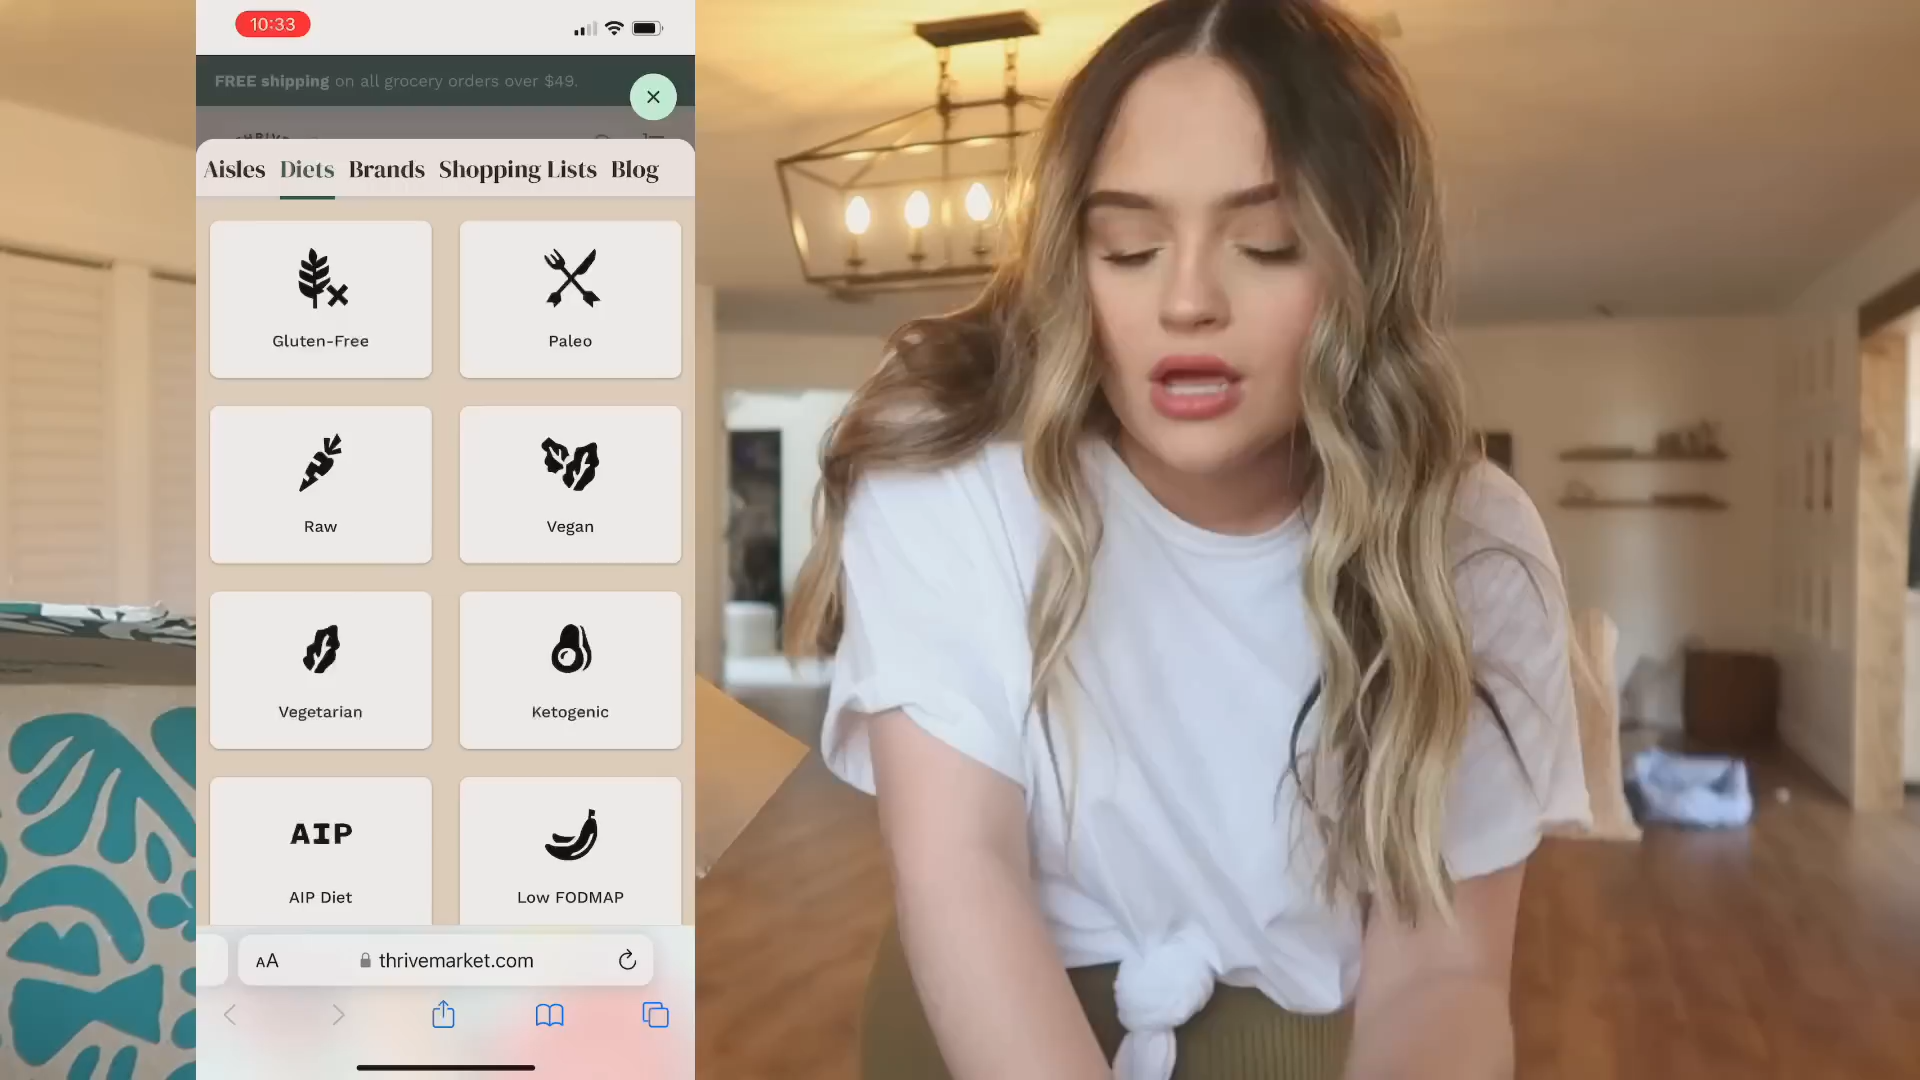 10:33
FREE shipping on all grocery orders over $49.
Aisles Diets Brands Shopping Lists Blog
Gluten-Free Paleo
Raw Vegan
Vegetarian Ketogenic
AIP
AIP Diet Low FODMAP
AA thrivemarket.com